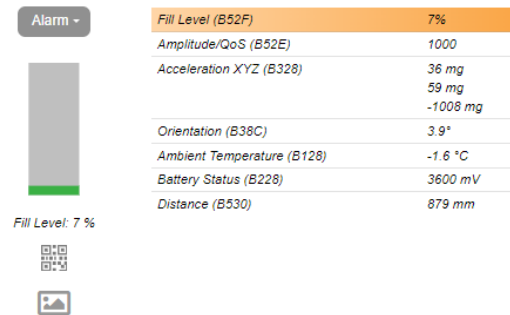 Alarm
Fill Level (B52F) 7%
Amplitude/QoS (B52E) 1000
Acceleration XYZ (B328) 36 mg
59 mg
-1008 mg
Orientation (B38C) 3.9°
Ambient Temperature (B128) -1.6 °C
Battery Status (B228) 3600 mV
Distance (B530) 879 mm
Fill Level: 7 %